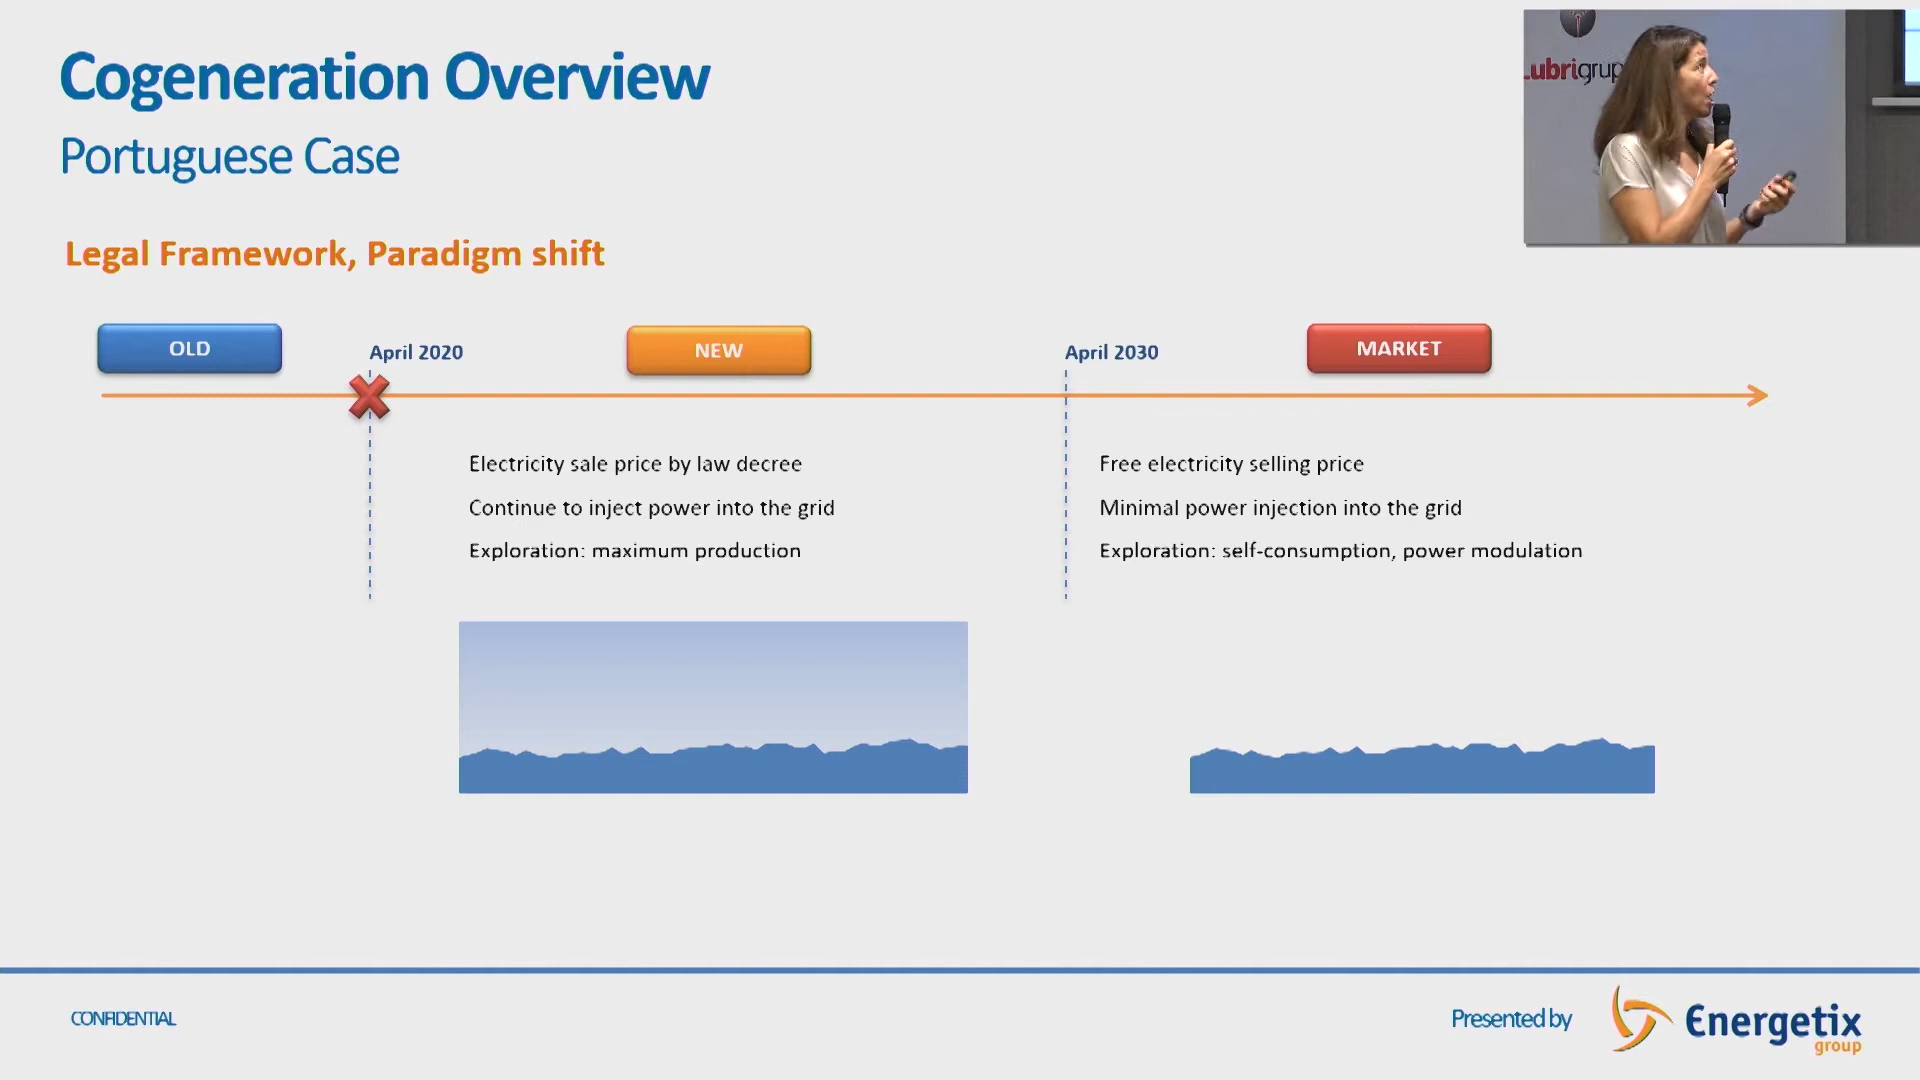 Cogeneration Overview
Portuguese Case
Legal Framework, Paradigm shift
OLD
April 2020
NEW
April 2030
MARKET
Electricity sale price by law decree
Continue to inject power into the grid
Exploration: maximum production
Free electricity selling price
Minimal power injection into the grid
Exploration: self-consumption, power modulation
CONFIDENTIAL
Presented by
Energetix
group